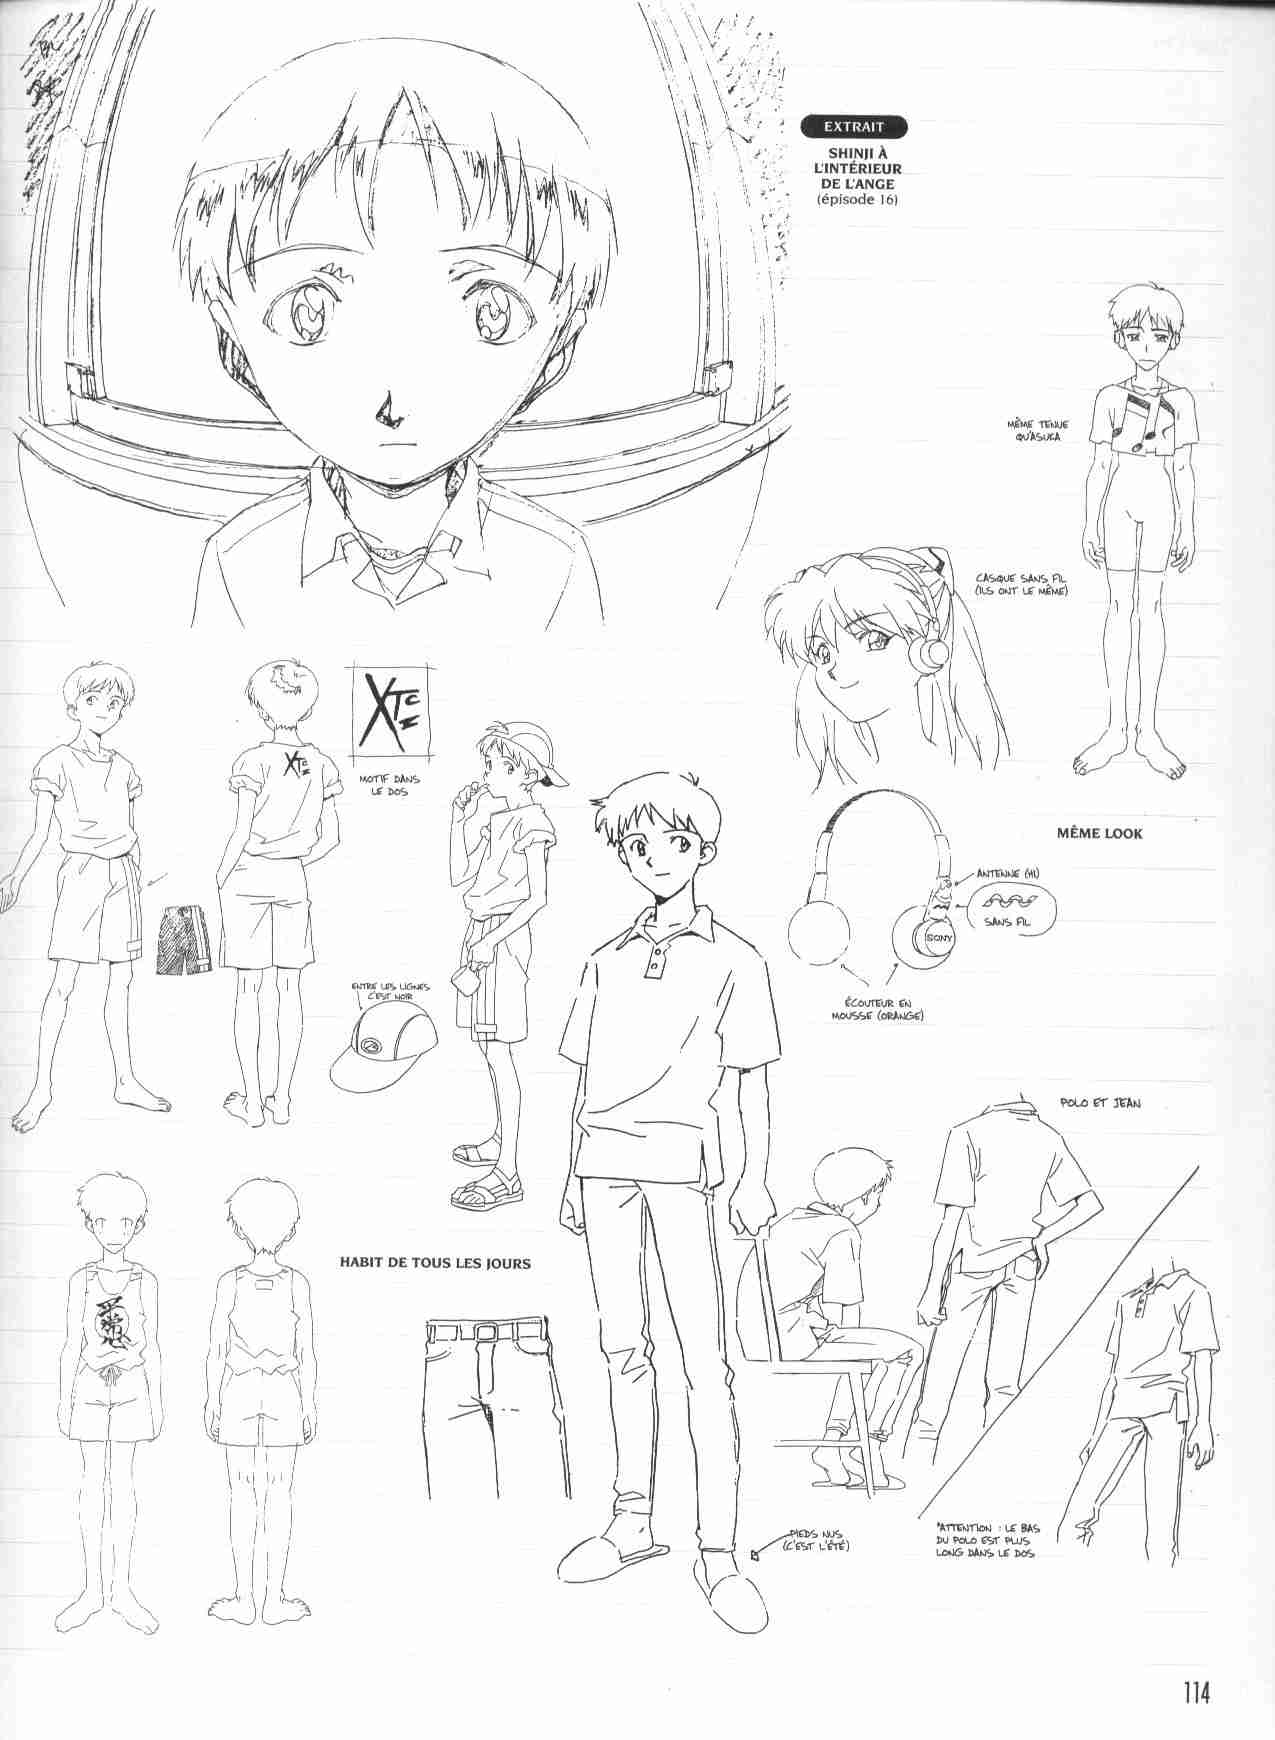 EXTRAIT
SHINJI À
L'INTÉRIEUR
DE L'ANGE
(épisode 16)
MÊME TENUE
QU'ASUKA
CASQUE SANS FIL
(ILS ONT LE MÊME)
XTC
MOTIF DANS
LE DOS
XTC
MÊME LOOK
ANTENNE (HI)
SANS FIL
SONY
ÉCOUTEUR EN
MOUSSE (ORANGE)
ENTRE LES LIGNES
C'EST NOIR
POLO ET JEAN
HABIT DE TOUS LES JOURS
PIEDS NUS
(C'EST L'ÉTÉ)
*ATTENTION : LE BAS
DU POLO EST PLUS
LONG DANS LE DOS
114